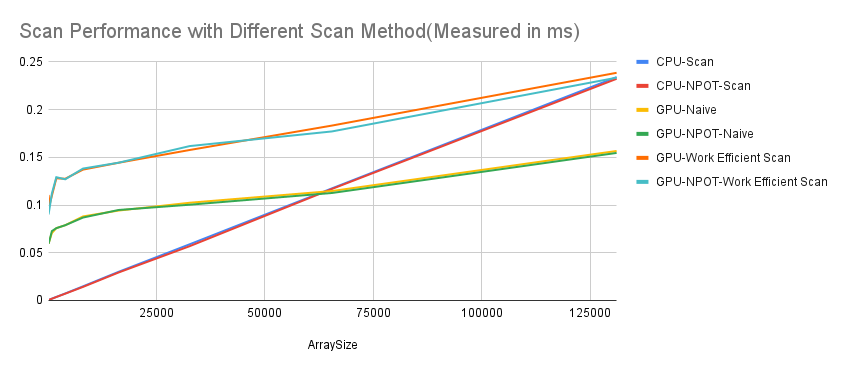 Scan Performance with Different Scan Method(Measured in ms)
0.25
0.2
0.15
0.1
0.05
0
25000
50000
75000
100000
125000
ArraySize
CPU-Scan
CPU-NPOT-Scan
GPU-Naive
GPU-NPOT-Naive
GPU-Work Efficient Scan
GPU-NPOT-Work Efficient Scan